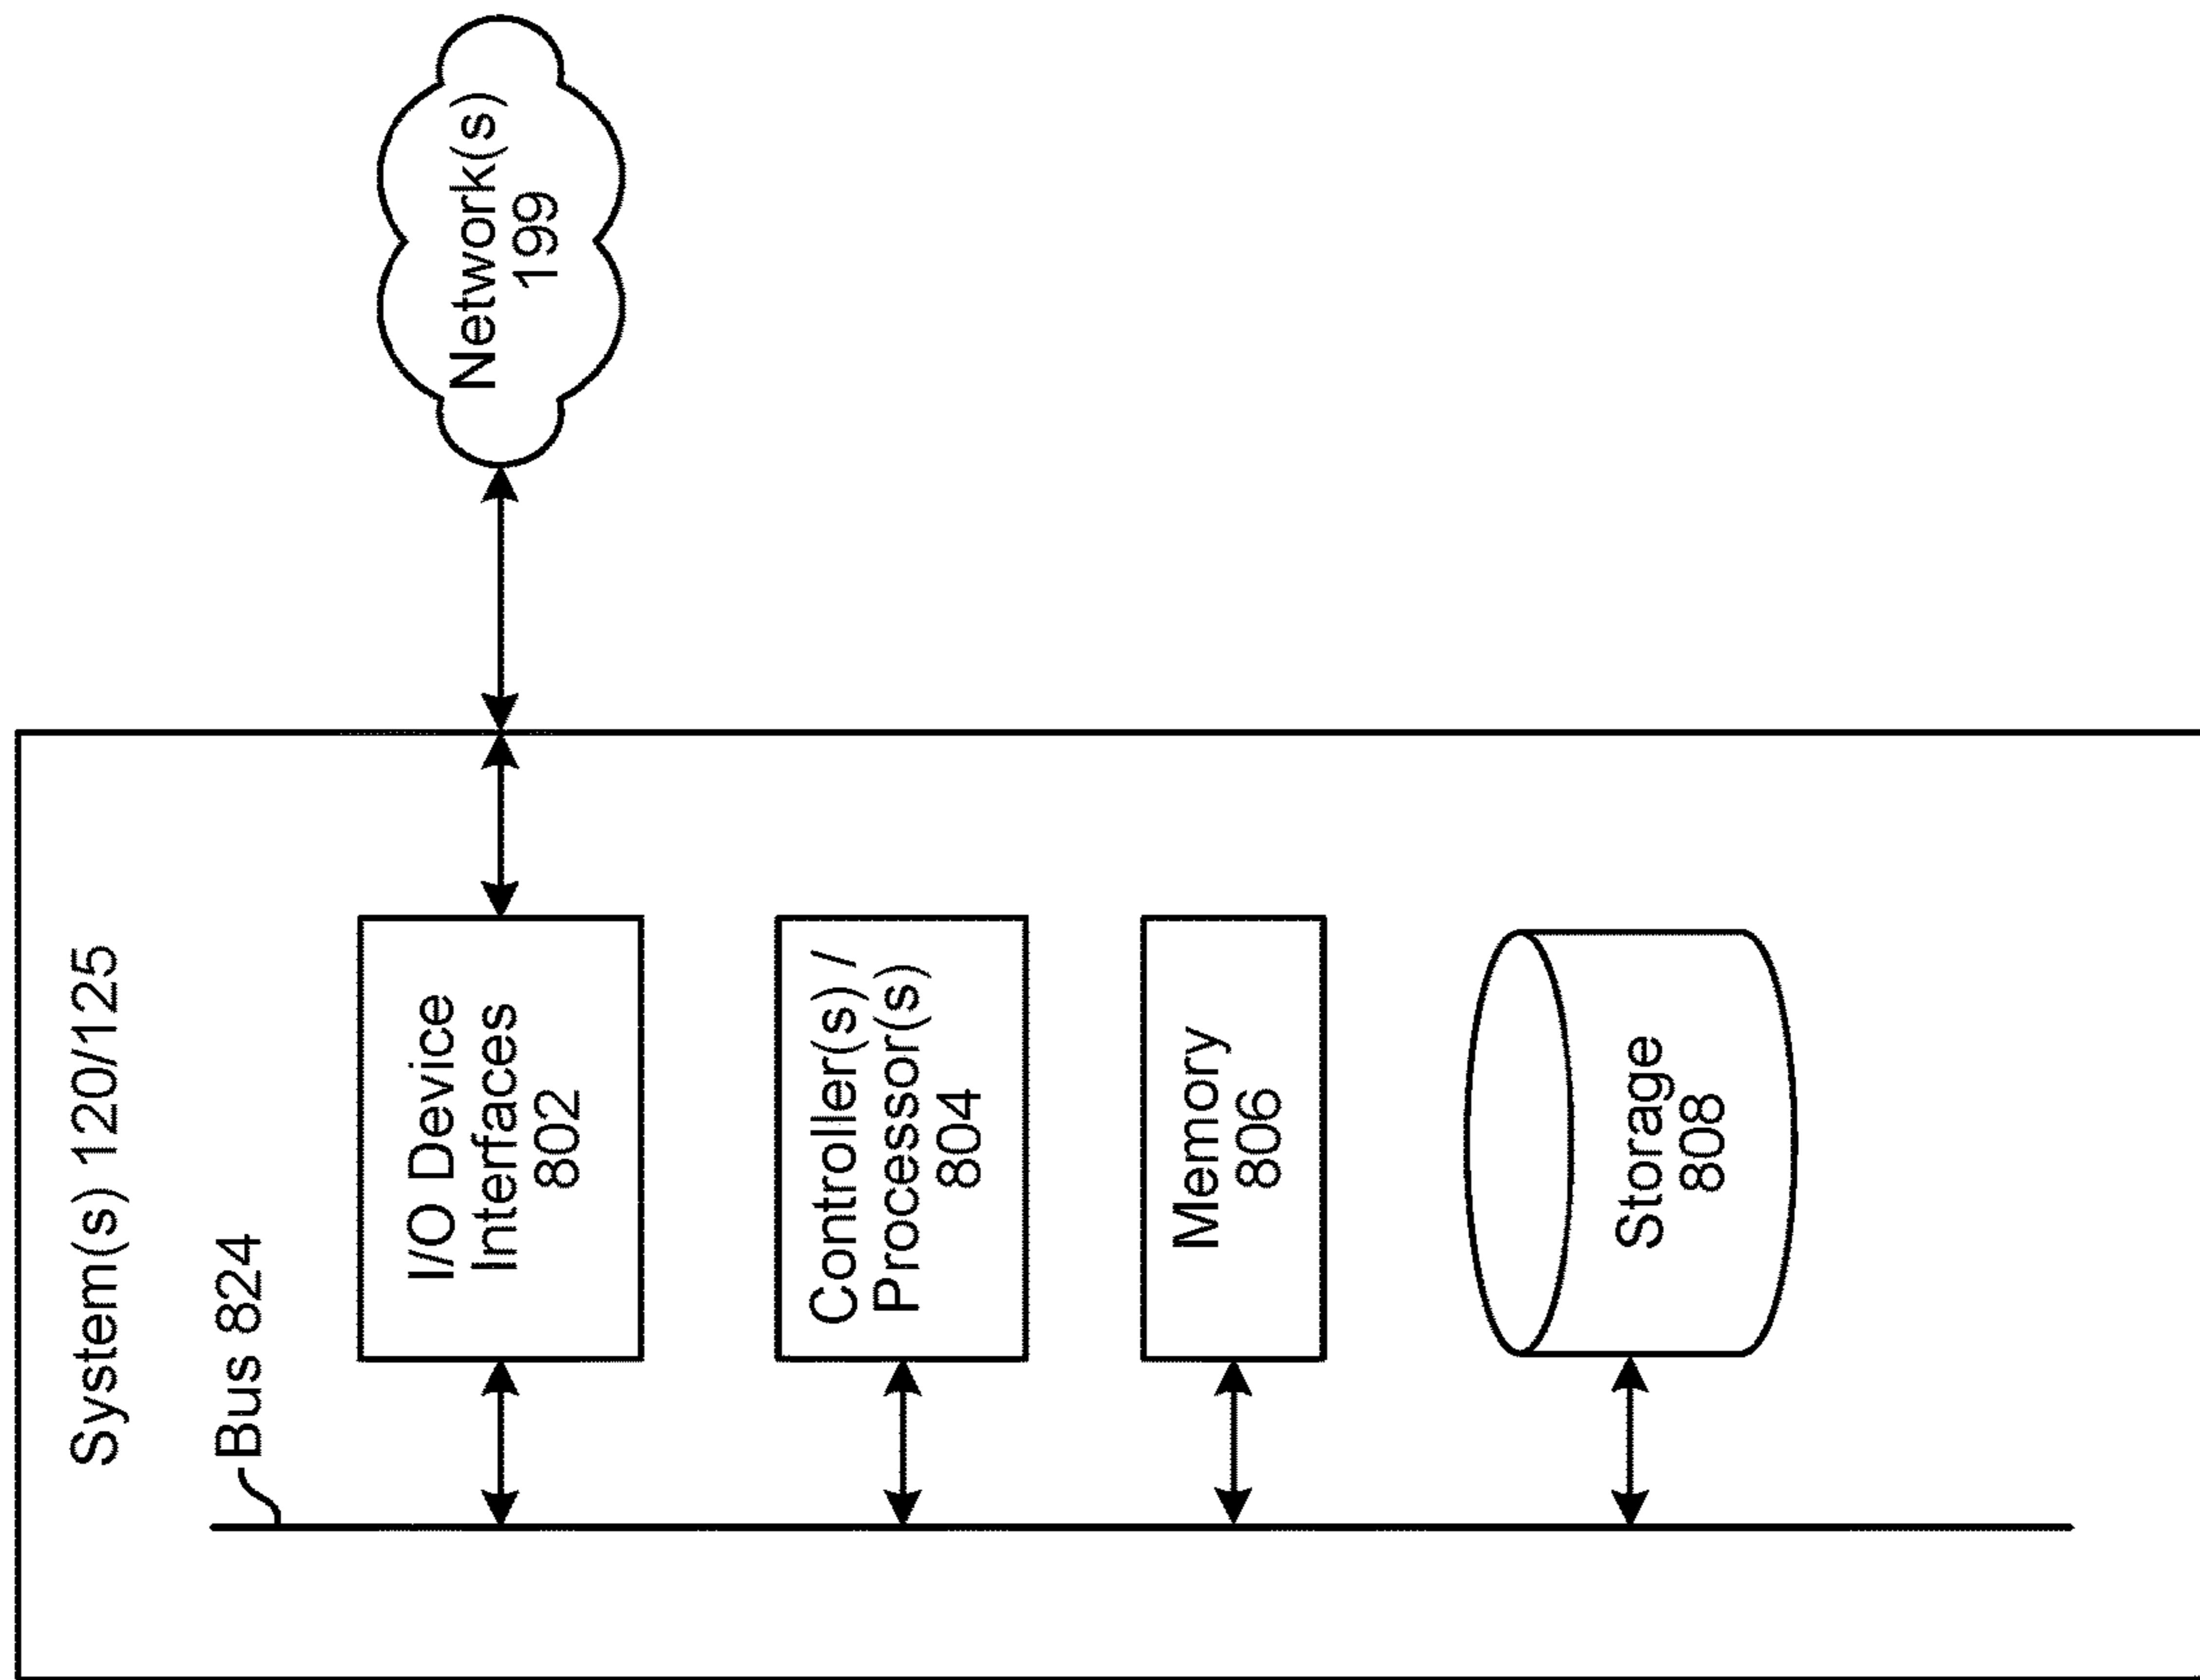 System(s) 120/125
Bus 824
I/O Device
Interfaces
802
Controller(s) /
Processor(s)
804
Memory
806
Storage
808
Network(s)
199